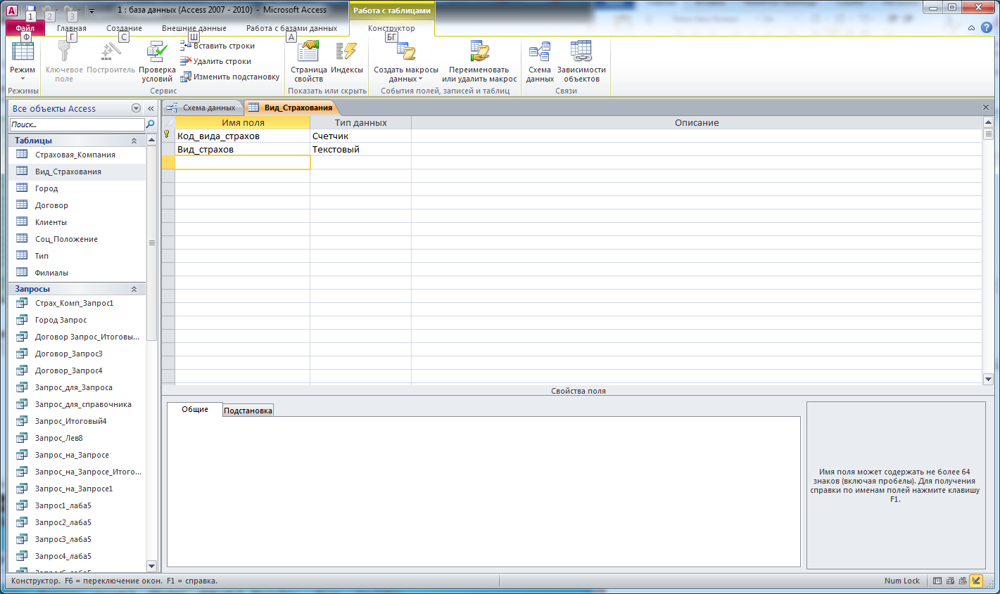 1 : база данных (Access 2007 - 2010) - Microsoft Access
Работа с таблицами
1 2 3
Файл Главная Создание Внешние данные Работа с базами данных Конструктор
Ф Г С Ш А БГ
Режим
Режимы
Ключевое поле
Построитель
Проверка условий
Вставить строки
Удалить строки
Изменить подстановку
Сервис
Страница свойств
Индексы
Показать или скрыть
Создать макросы данных
Переименовать или удалить макрос
События полей, записей и таблиц
Схема данных
Зависимости объектов
Связи
Все объекты Access
Поиск...
Таблицы
Страховая_Компания
Вид_Страхования
Город
Договор
Клиенты
Соц_Положение
Тип
Филиалы
Запросы
Страх_Комп_Запрос1
Город Запрос
Договор Запрос_Итоговы...
Договор_Запрос3
Договор_Запрос4
Запрос_для_Запроса
Запрос_для_справочника
Запрос_Итоговый4
Запрос_Лев8
Запрос_на_Запросе
Запрос_на_Запросе_Итого...
Запрос_на_Запросе1
Запрос1_лаба5
Запрос2_лаба5
Запрос3_лаба5
Запрос4_лаба5
Схема данных Вид_Страхования
Имя поля Тип данных Описание
Код_вида_страхов Счетчик
Вид_страхов Текстовый
Свойства поля
Общие Подстановка
Имя поля может содержать не более 64
знаков (включая пробелы). Для получения
справки по именам полей нажмите клавишу
F1.
Конструктор. F6 = переключение окон. F1 = справка.
Num Lock